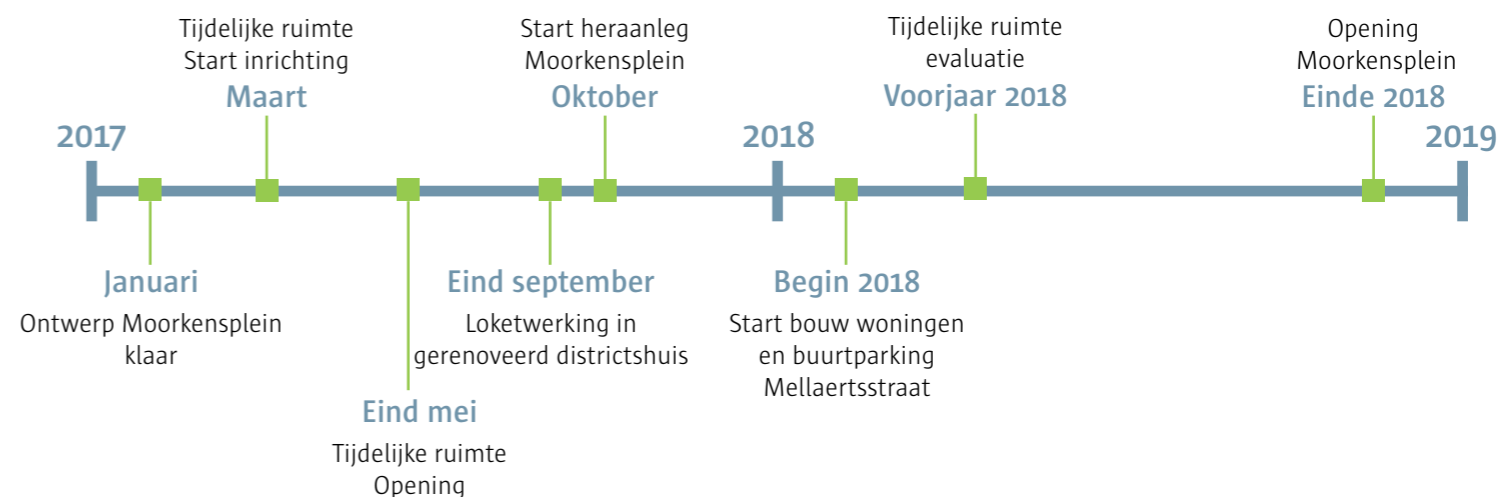 Tijdelijke ruimte
Start inrichting
Maart
Start heraanleg
Moorkensplein
Oktober
Tijdelijke ruimte
evaluatie
Voorjaar 2018
Opening
Moorkensplein
Einde 2018
2017
2018
2019
Januari
Ontwerp Moorkensplein
klaar
Eind mei
Tijdelijke ruimte
Opening
Eind september
Loketwerking in
gerenoveerd districtshuis
Begin 2018
Start bouw woningen
en buurtparking
Mellaertsstraat